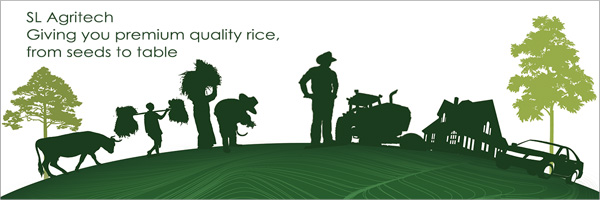 SL Agritech
Giving you premium quality rice,
from seeds to table